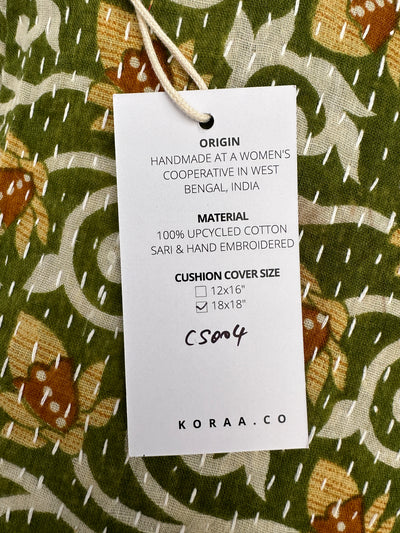 ORIGIN
HANDMADE AT A WOMEN'S
COOPERATIVE IN WEST
BENGAL, INDIA
MATERIAL
100% UPCYCLED COTTON
SARI & HAND EMBROIDERED
CUSHION COVER SIZE
12x16"
18x18"
CS004
KORAA.CO